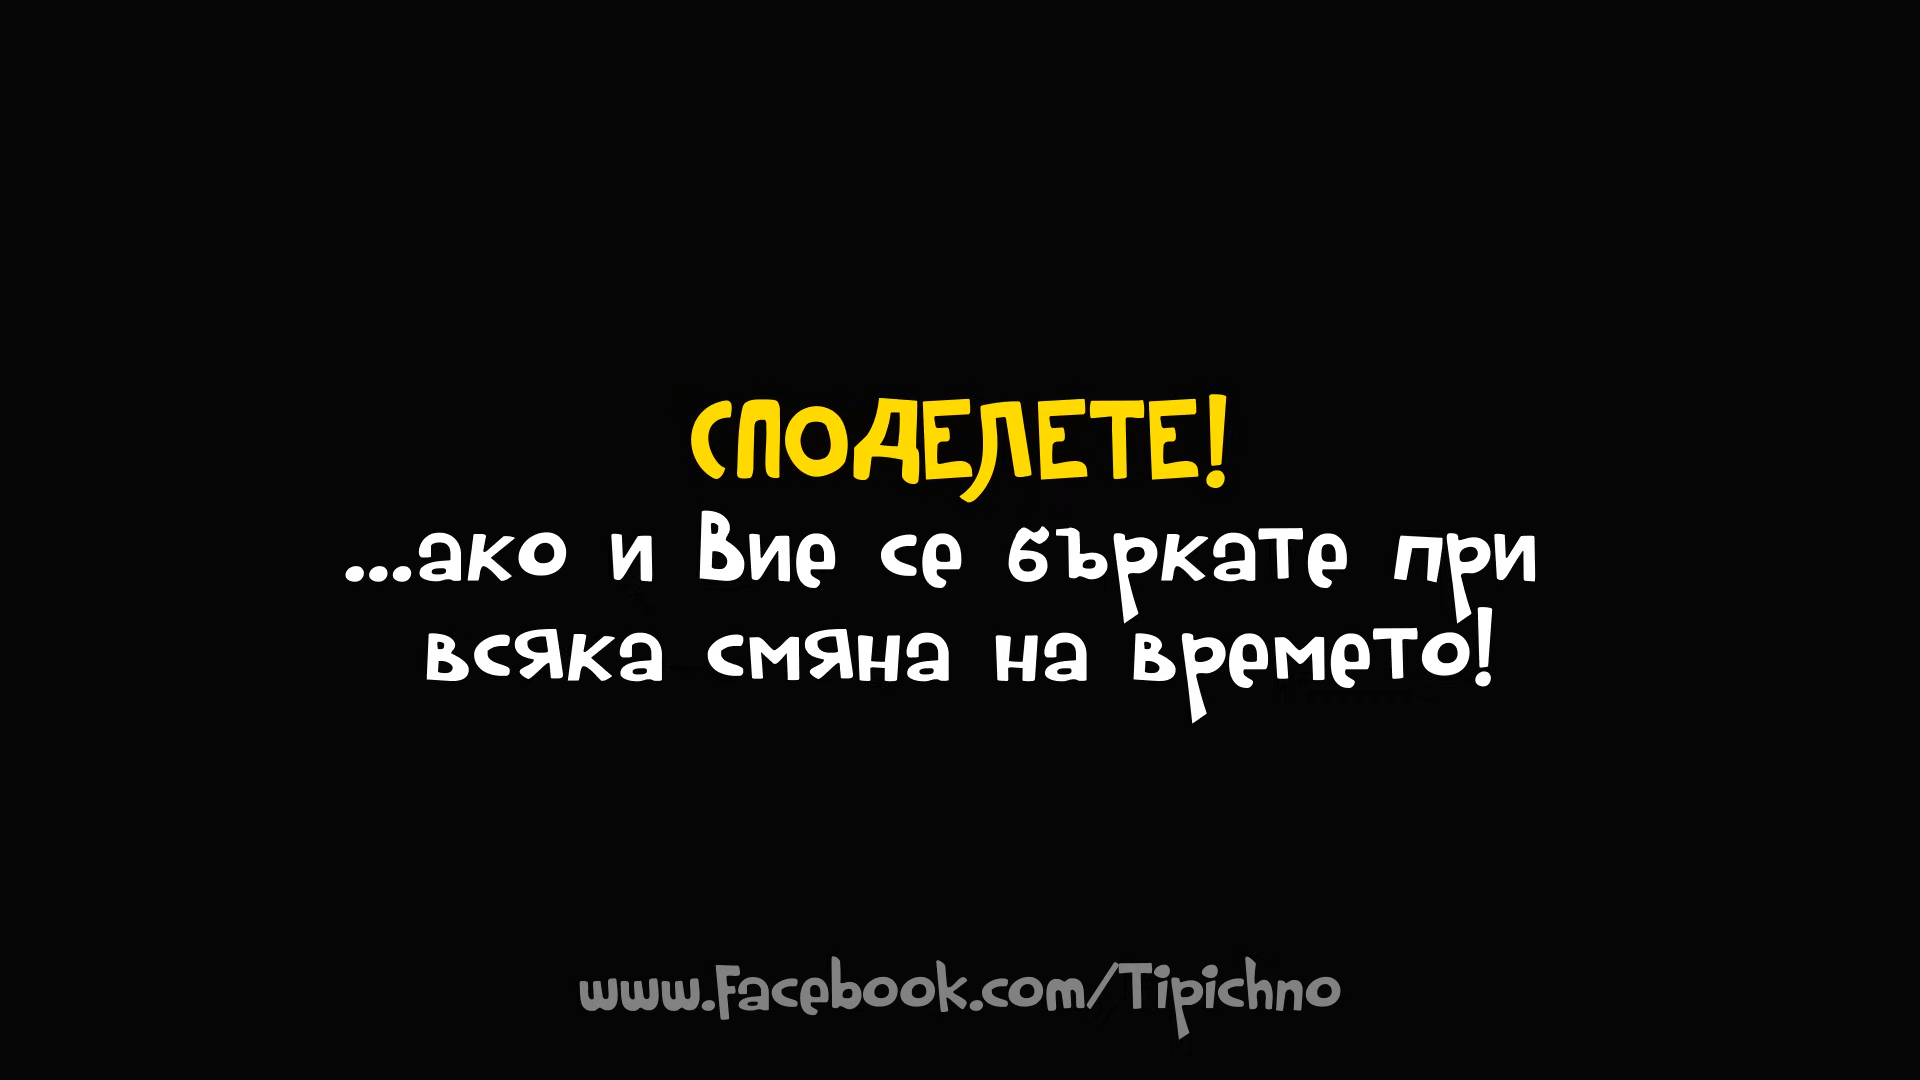 СПОДЕЛЕТЕ!
...ако и Вие се бъркате при
всяка смяна на времето!
www.Facebook.com/Tipichno